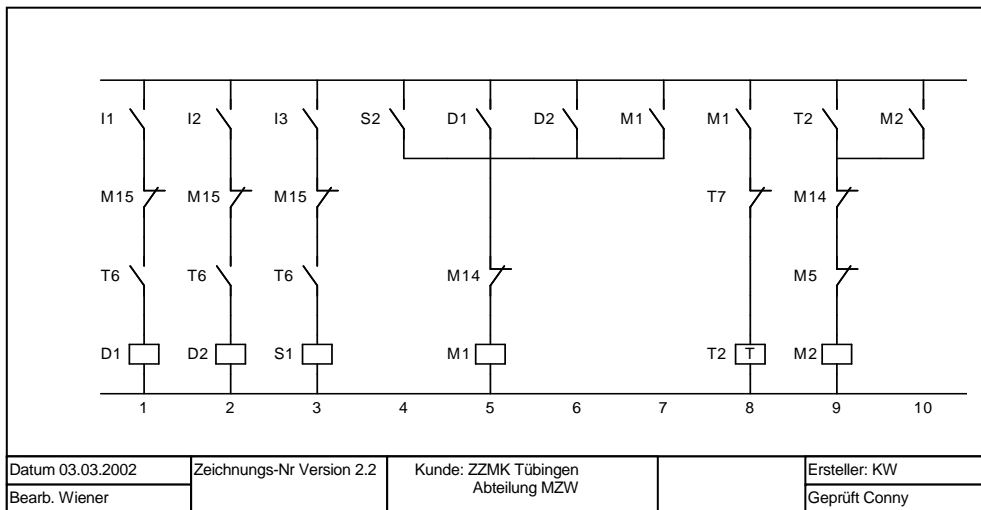 I1 I2 I3 S2 D1 D2 M1 M1 T2 M2
M15 M15 M15 T7 M14
T6 T6 T6 M14 M5
D1 D2 S1 M1 T2 T M2
1 2 3 4 5 6 7 8 9 10
Datum 03.03.2002 Zeichnungs-Nr Version 2.2 Kunde: ZZMK Tübingen Ersteller: KW
Abteilung MZW
Bearb. Wiener Geprüft Conny